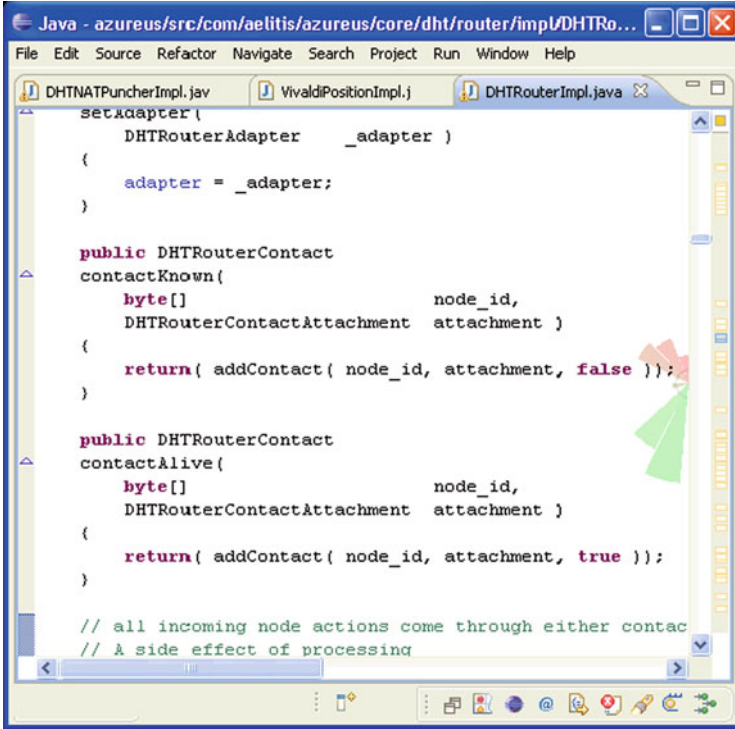 Java - azureus/src/com/aelitis/azureus/core/dht/router/impl/DHTRo...
File Edit Source Refactor Navigate Search Project Run Window Help
DHTNATPuncherImpl.jav VivaldiPositionImpl.j DHTRouterImpl.java
setAdapter(
DHTRouterAdapter _adapter )
{
adapter = _adapter;
}
public DHTRouterContact
contactKnown(
byte[] node_id,
DHTRouterContactAttachment attachment )
{
return( addContact( node_id, attachment, false ));
}
public DHTRouterContact
contactAlive(
byte[] node_id,
DHTRouterContactAttachment attachment )
{
return( addContact( node_id, attachment, true ));
}
// all incoming node actions come through either contac
// A side effect of processing